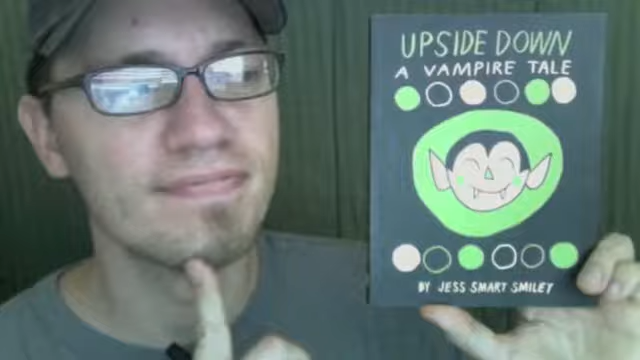 UPSIDE DOWN
A VAMPIRE TALE
BY JESS SMART SMILEY